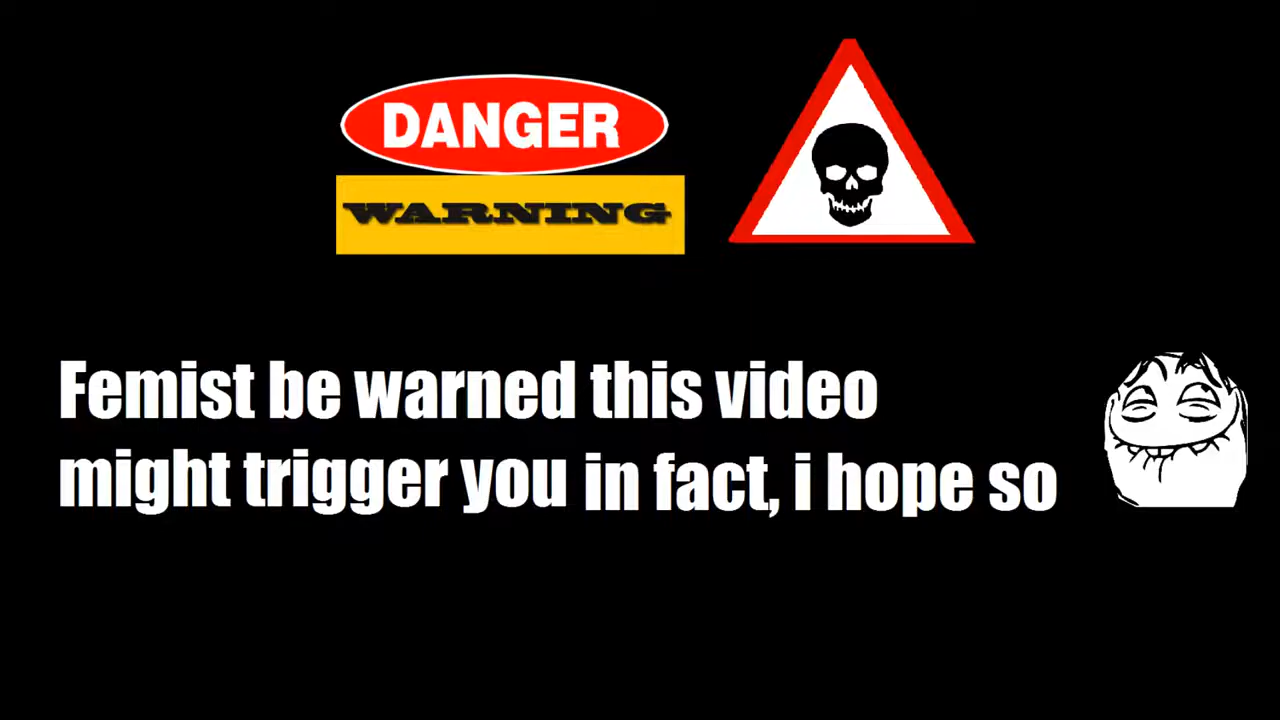 DANGER
WARNING
Femist be warned this video
might trigger you in fact, i hope so